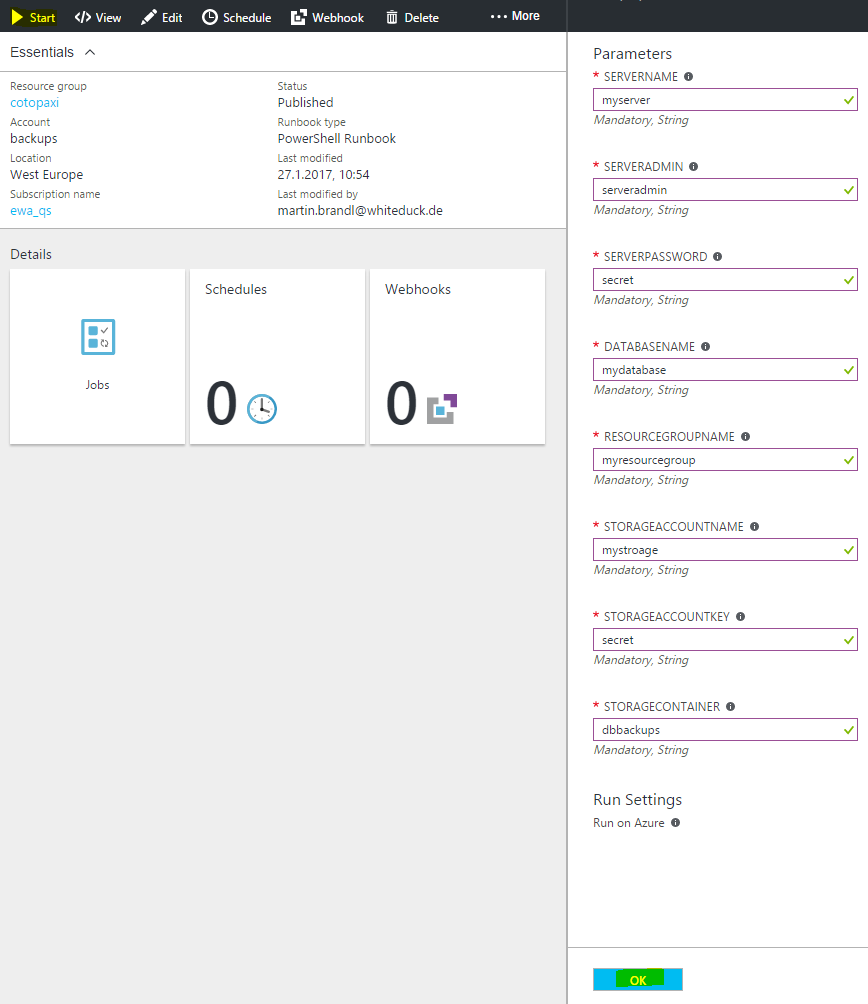 Start View Edit Schedule Webhook Delete ... More
Essentials
Resource group
cotopaxi
Account
backups
Location
West Europe
Subscription name
ewa_qs
Status
Published
Runbook type
PowerShell Runbook
Last modified
27.1.2017, 10:54
Last modified by
martin.brandl@whiteduck.de
Details
Jobs
Schedules
0
Webhooks
0
Parameters
* SERVERNAME
myserver
Mandatory, String
* SERVERADMIN
serveradmin
Mandatory, String
* SERVERPASSWORD
secret
Mandatory, String
* DATABASENAME
mydatabase
Mandatory, String
* RESOURCEGROUPNAME
myresourcegroup
Mandatory, String
* STORAGEACCOUNTNAME
mystroage
Mandatory, String
* STORAGEACCOUNTKEY
secret
Mandatory, String
* STORAGECONTAINER
dbbackups
Mandatory, String
Run Settings
Run on Azure
OK